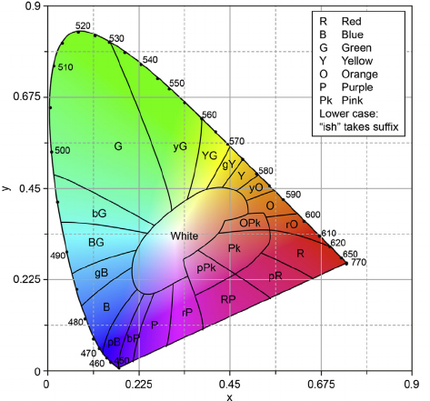 0.9
R Red
B Blue
G Green
Y Yellow
O Orange
P Purple
Pk Pink
Lower case:
"ish" takes suffix
520
530
540
510
550
0.675
560
G
yG
570
500
YG
gY
580
Y
0.45
yO
590
bG
O
600
OPk
rO
y
White
610
BG
620
Pk
R
650
490
770
pPk
gB
pR
0.225
RP
B
rP
480
P
pB
bP
470
460
450
0
0
0.225
0.45
0.675
0.9
x